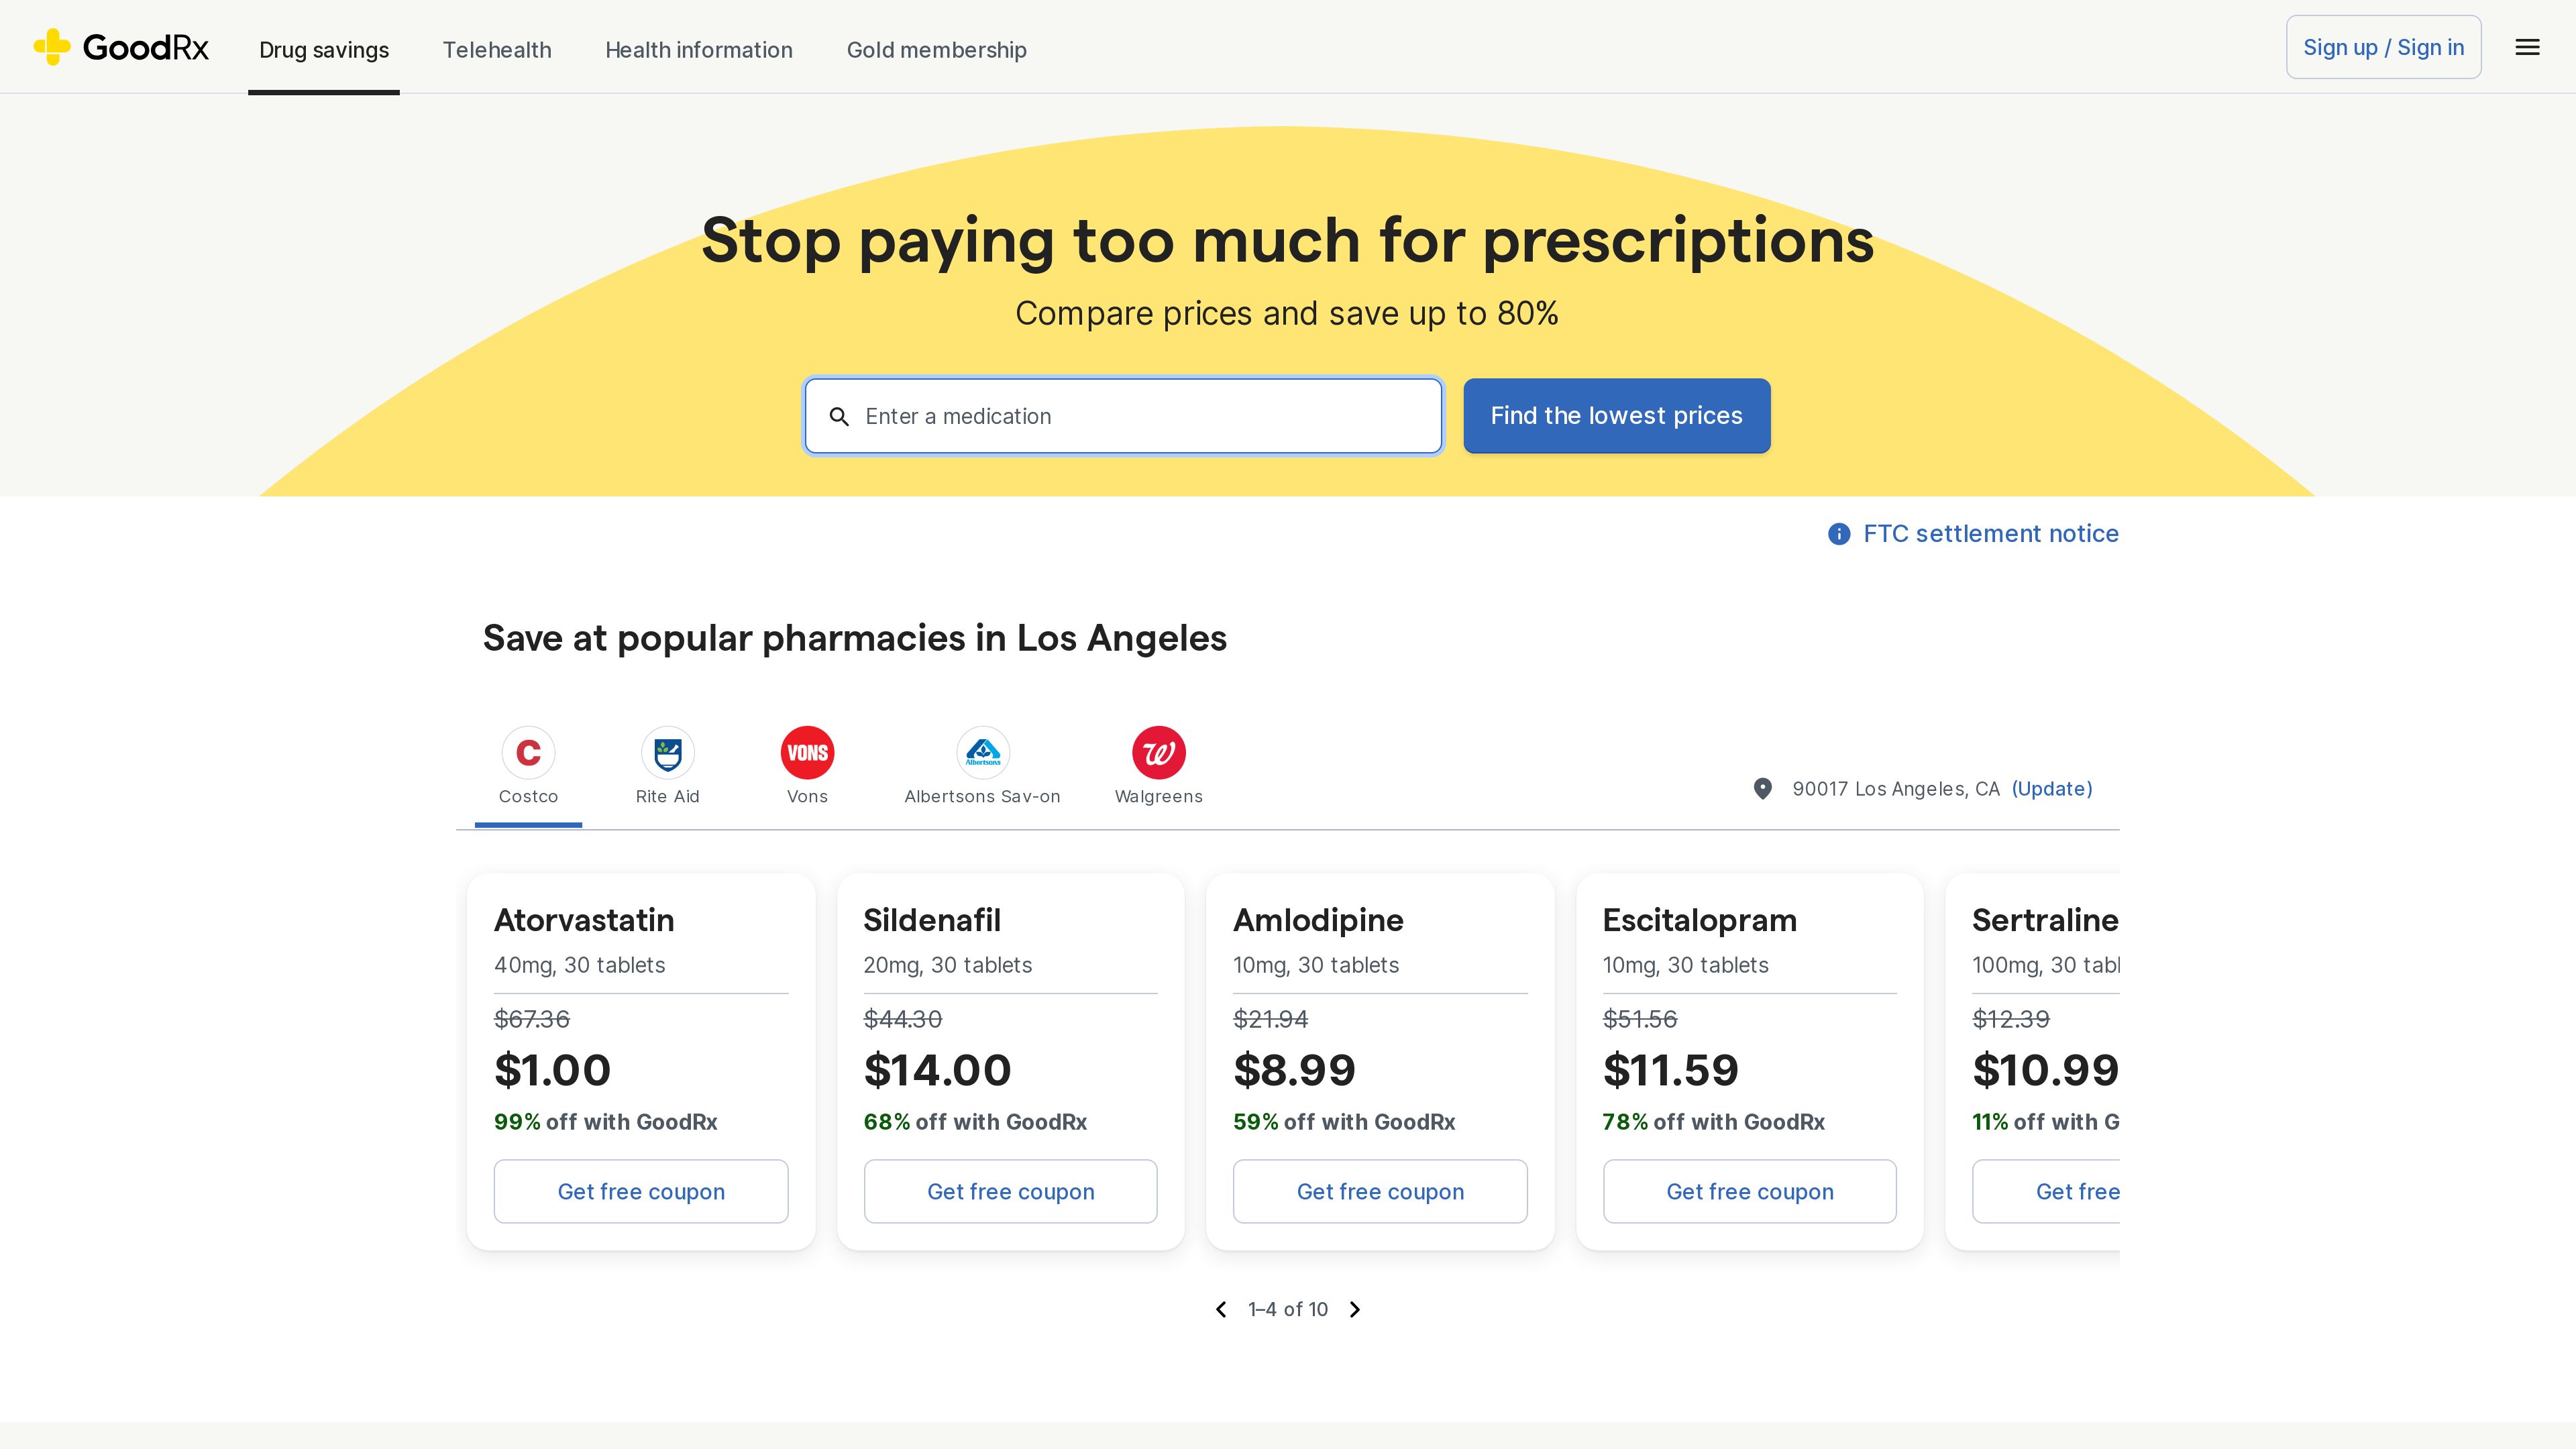 GoodRx
Drug savings
Telehealth
Health information
Gold membership
Sign up / Sign in
Stop paying too much for prescriptions
Compare prices and save up to 80%
Enter a medication
Find the lowest prices
FTC settlement notice
Save at popular pharmacies in Los Angeles
C
Costco
Rite Aid
VONS
Vons
Albertsons
Albertsons Sav-on
W
Walgreens
90017 Los Angeles, CA (Update)
Atorvastatin
40mg, 30 tablets
$67.36
$1.00
99% off with GoodRx
Get free coupon
Sildenafil
20mg, 30 tablets
$44.30
$14.00
68% off with GoodRx
Get free coupon
Amlodipine
10mg, 30 tablets
$21.94
$8.99
59% off with GoodRx
Get free coupon
Escitalopram
10mg, 30 tablets
$51.56
$11.59
78% off with GoodRx
Get free coupon
Sertraline
100mg, 30 tabl
$12.39
$10.99
11% off with G
Get free
1–4 of 10